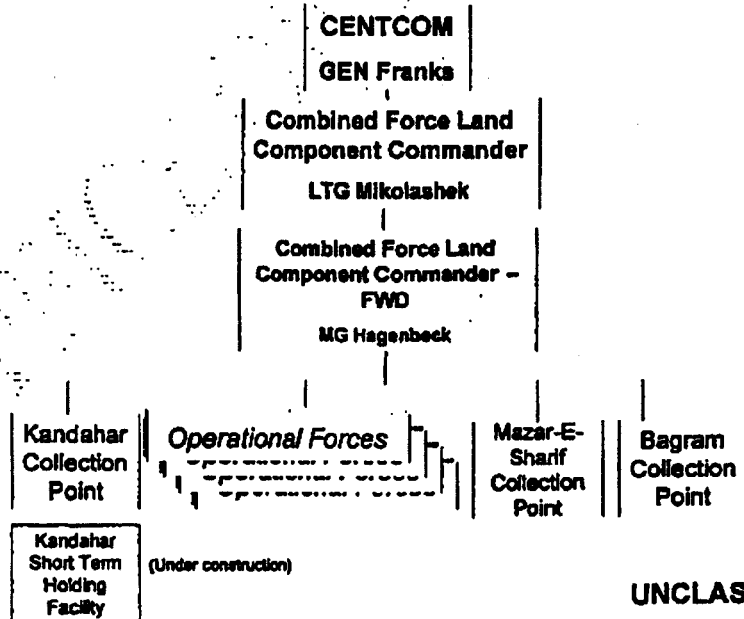 CENTCOM
GEN Franks
Combined Force Land
Component Commander
LTG Mikolashek
Combined Force Land
Component Commander –
FWD
MG Hagenbeck
Kandahar
Collection
Point
Operational Forces
Mazar-E-
Sharif
Collection
Point
Bagram
Collection
Point
Kandahar
Short Term
Holding
Facility
(Under construction)
UNCLAS